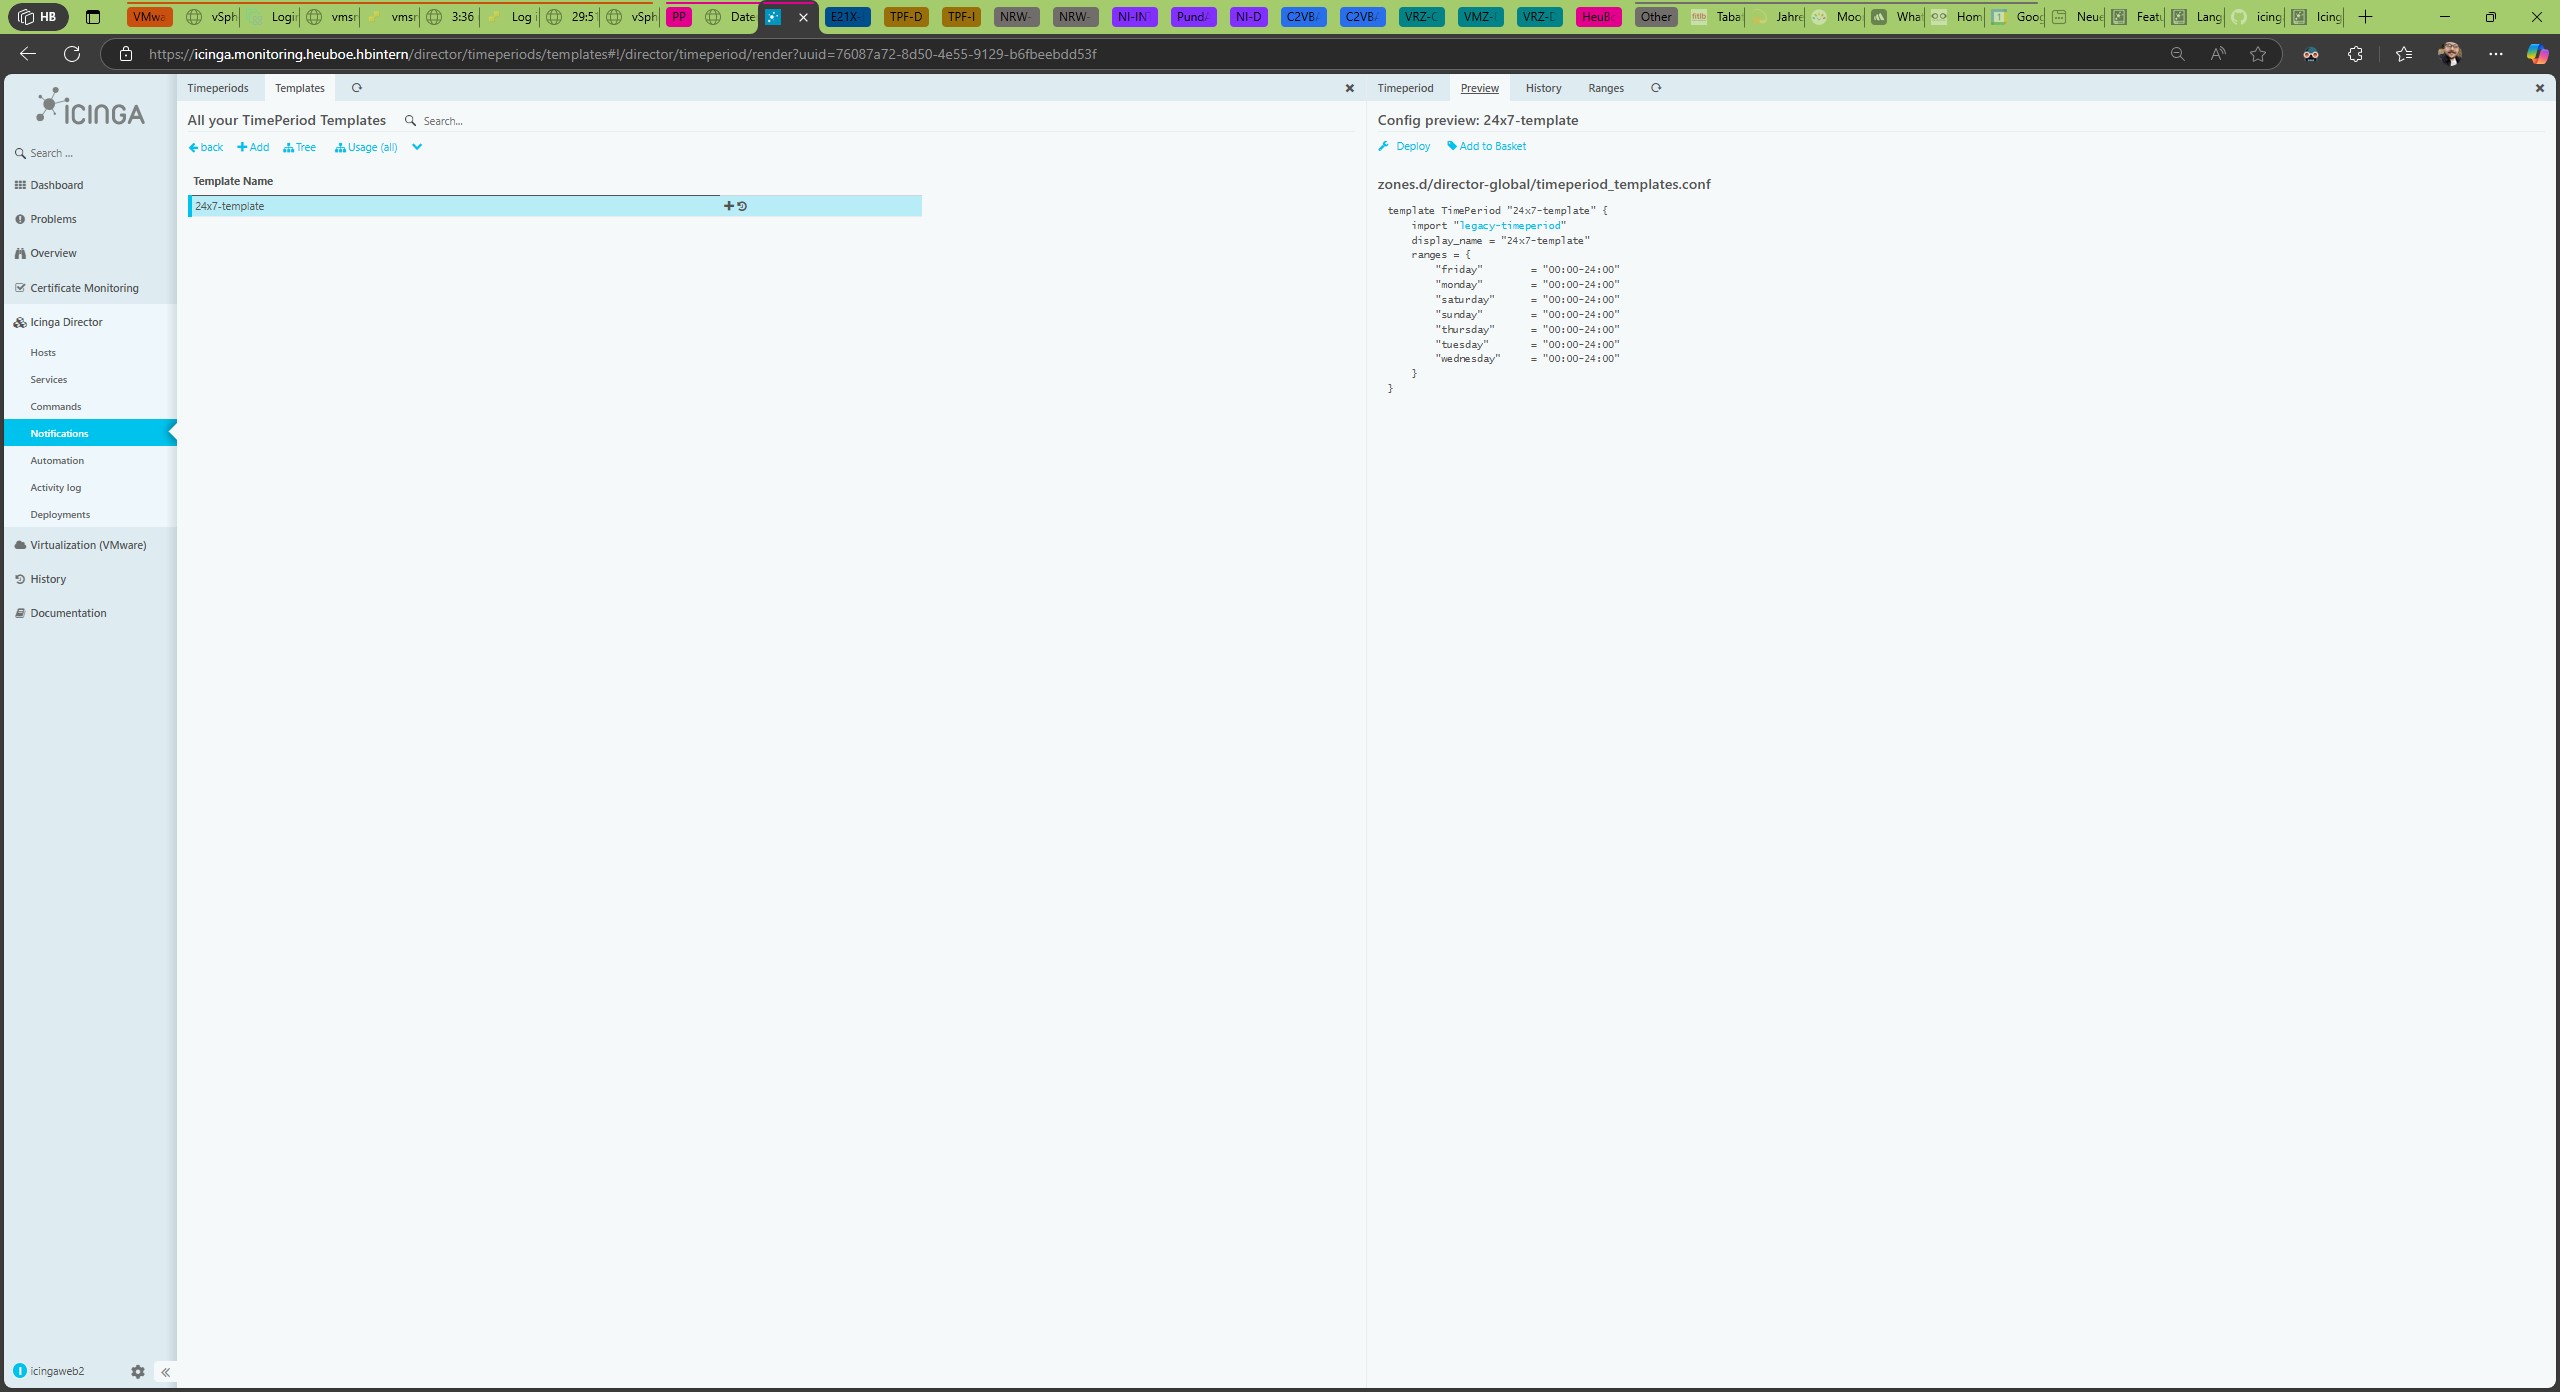 HB
VMwa
vSph
Logi
vmsr
vmsr
3:36
Log i
29:51
vSph
PP
Date
E21X-
TPF-D
TPF-I
NRW-
NRW-
NI-IN
PundA
NI-D
C2VB
C2VB
VRZ-C
VMZ-
VRZ-D
HeuB
Other
Taba
Jahre
Moo
What
Hom
Goog
Neue
Featu
Lang
icing
Icing
https://icinga.monitoring.heuboe.hbintern/director/timeperiods/templates#!/director/timeperiod/render?uuid=76087a72-8d50-4e55-9129-b6fbeebdd53f
ICINGA
Search ...
Dashboard
Problems
Overview
Certificate Monitoring
Icinga Director
Hosts
Services
Commands
Notifications
Automation
Activity log
Deployments
Virtualization (VMware)
History
Documentation
icingaweb2
Timeperiods Templates
All your TimePeriod Templates Search...
back Add Tree Usage (all)
Template Name
24x7-template
Timeperiod Preview History Ranges
Config preview: 24x7-template
Deploy Add to Basket
zones.d/director-global/timeperiod_templates.conf
template TimePeriod "24x7-template" {
import "legacy-timeperiod"
display_name = "24x7-template"
ranges = {
"friday" = "00:00-24:00"
"monday" = "00:00-24:00"
"saturday" = "00:00-24:00"
"sunday" = "00:00-24:00"
"thursday" = "00:00-24:00"
"tuesday" = "00:00-24:00"
"wednesday" = "00:00-24:00"
}
}